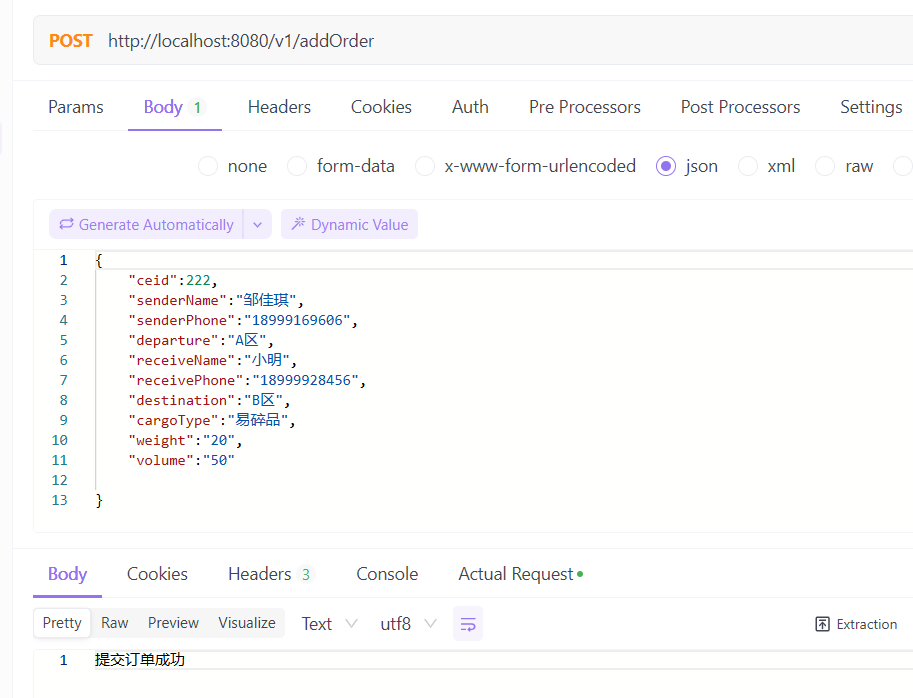 POST http://localhost:8080/v1/addOrder
Params Body 1 Headers Cookies Auth Pre Processors Post Processors Settings
none form-data x-www-form-urlencoded json xml raw
Generate Automatically Dynamic Value
1 {
2 "ceid":222,
3 "senderName":"邹佳琪",
4 "senderPhone":"18999169606",
5 "departure":"A区",
6 "receiveName":"小明",
7 "receivePhone":"18999928456",
8 "destination":"B区",
9 "cargoType":"易碎品",
10 "weight":"20",
11 "volume":"50"
12
13 }
Body Cookies Headers 3 Console Actual Request
Pretty Raw Preview Visualize Text utf8 Extraction
1 提交订单成功